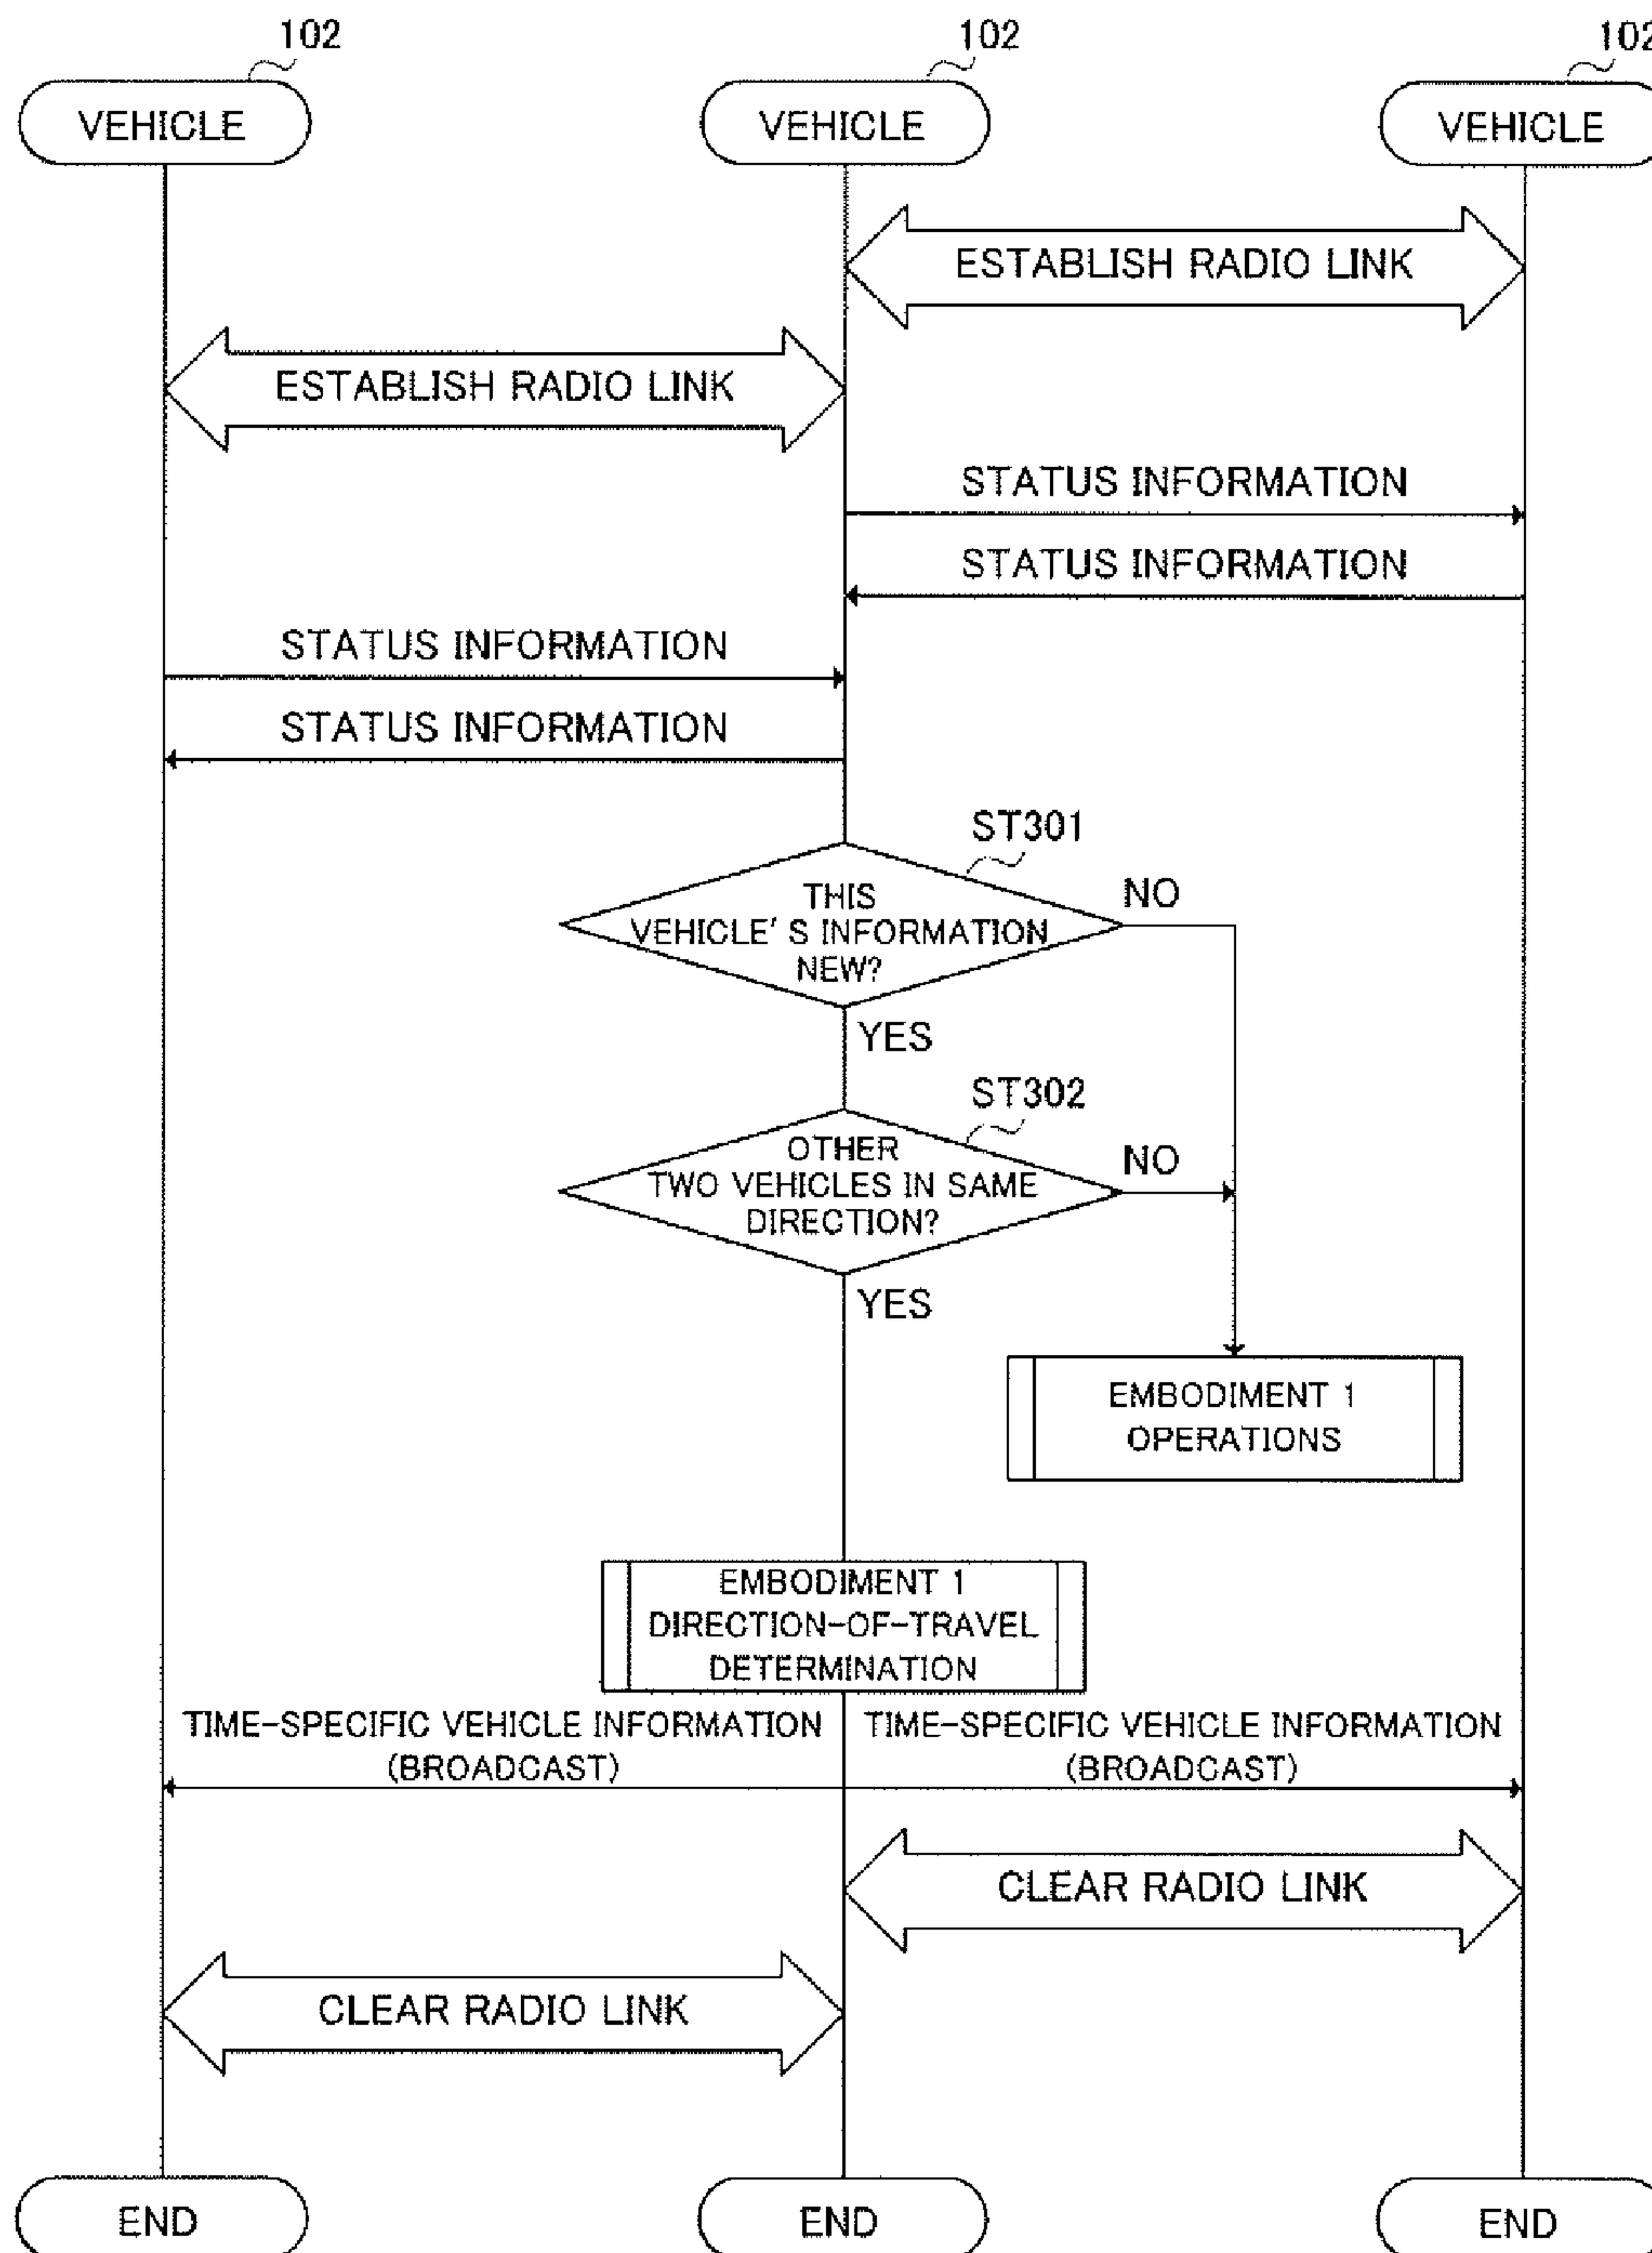 102
102
102
VEHICLE
VEHICLE
VEHICLE
ESTABLISH RADIO LINK
ESTABLISH RADIO LINK
STATUS INFORMATION
STATUS INFORMATION
STATUS INFORMATION
STATUS INFORMATION
ST301
THIS
VEHICLE' S INFORMATION
NEW?
NO
YES
ST302
OTHER
TWO VEHICLES IN SAME
DIRECTION?
NO
YES
EMBODIMENT 1
OPERATIONS
EMBODIMENT 1
DIRECTION-OF-TRAVEL
DETERMINATION
TIME-SPECIFIC VEHICLE INFORMATION
(BROADCAST)
TIME-SPECIFIC VEHICLE INFORMATION
(BROADCAST)
CLEAR RADIO LINK
CLEAR RADIO LINK
END
END
END